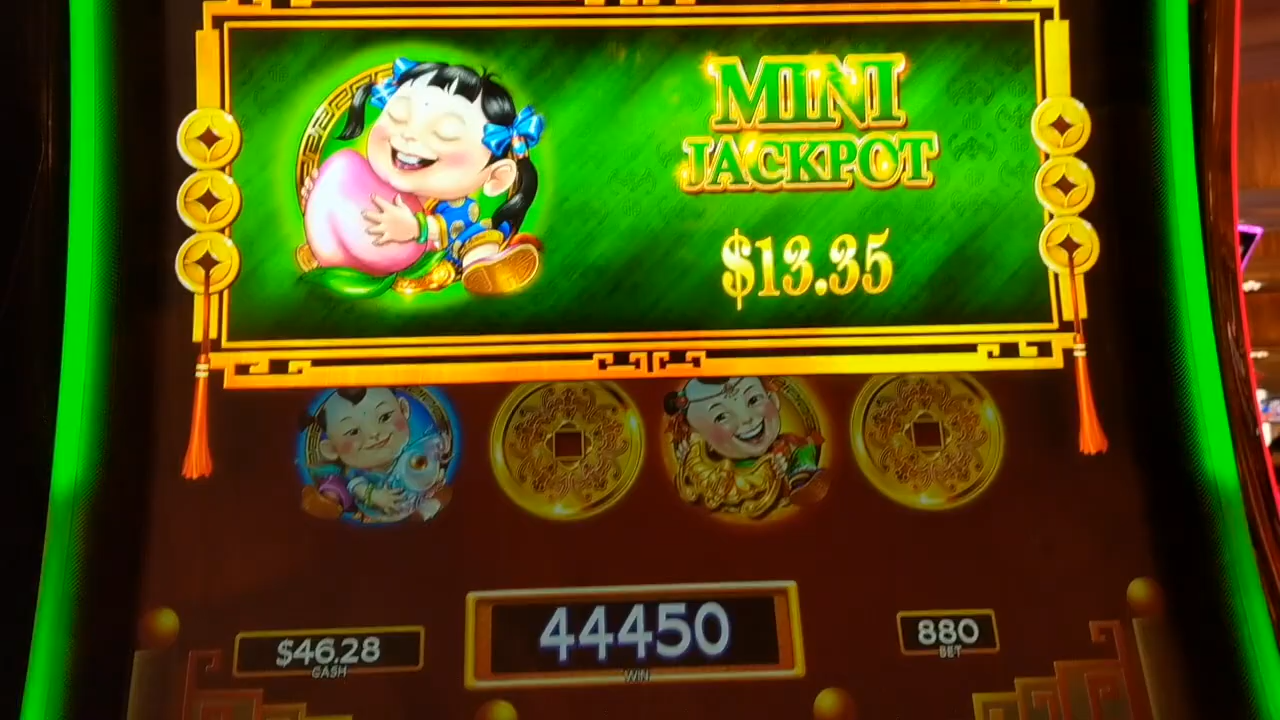 MINI
JACKPOT
$13.35
$46.28
CASH
44450
WIN
880
BET